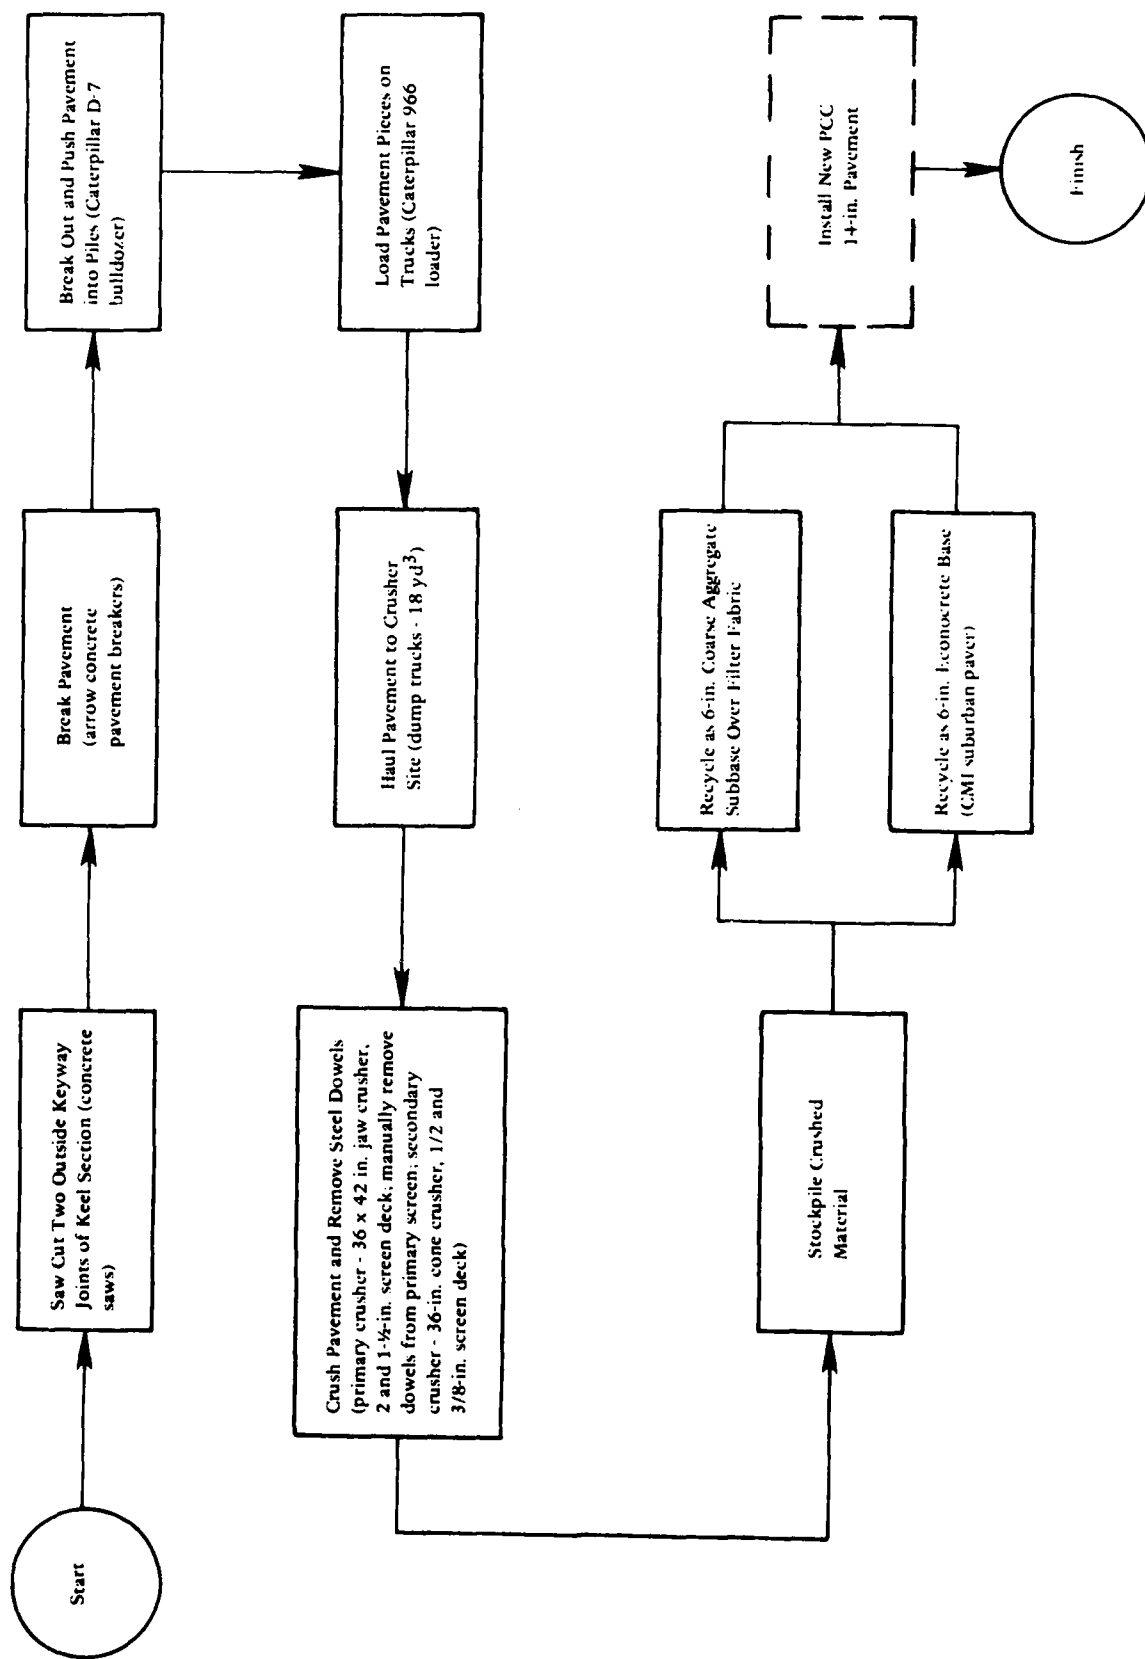 Start
Saw Cut Two Outside Keyway
Joints of Keel Section (concrete
saws)
Break Pavement
(arrow concrete
pavement breakers)
Break Out and Push Pavement
into Piles (Caterpillar D-7
bulldozer)
Load Pavement Pieces on
Trucks (Caterpillar 966
loader)
Haul Pavement to Crusher
Site (dump trucks - 18 yd³)
Crush Pavement and Remove Steel Dowels
(primary crusher - 36 x 42 in. jaw crusher,
2 and 1-½-in. screen deck; manually remove
dowels from primary screen; secondary
crusher - 36-in. cone crusher, 1/2 and
3/8-in. screen deck)
Stockpile Crushed
Material
Recycle as 6-in. Coarse Aggregate
Subbase Over Filter Fabric
Recycle as 6-in. Econocrete Base
(CMI suburban paver)
Install New PCC
14-in. Pavement
Finish